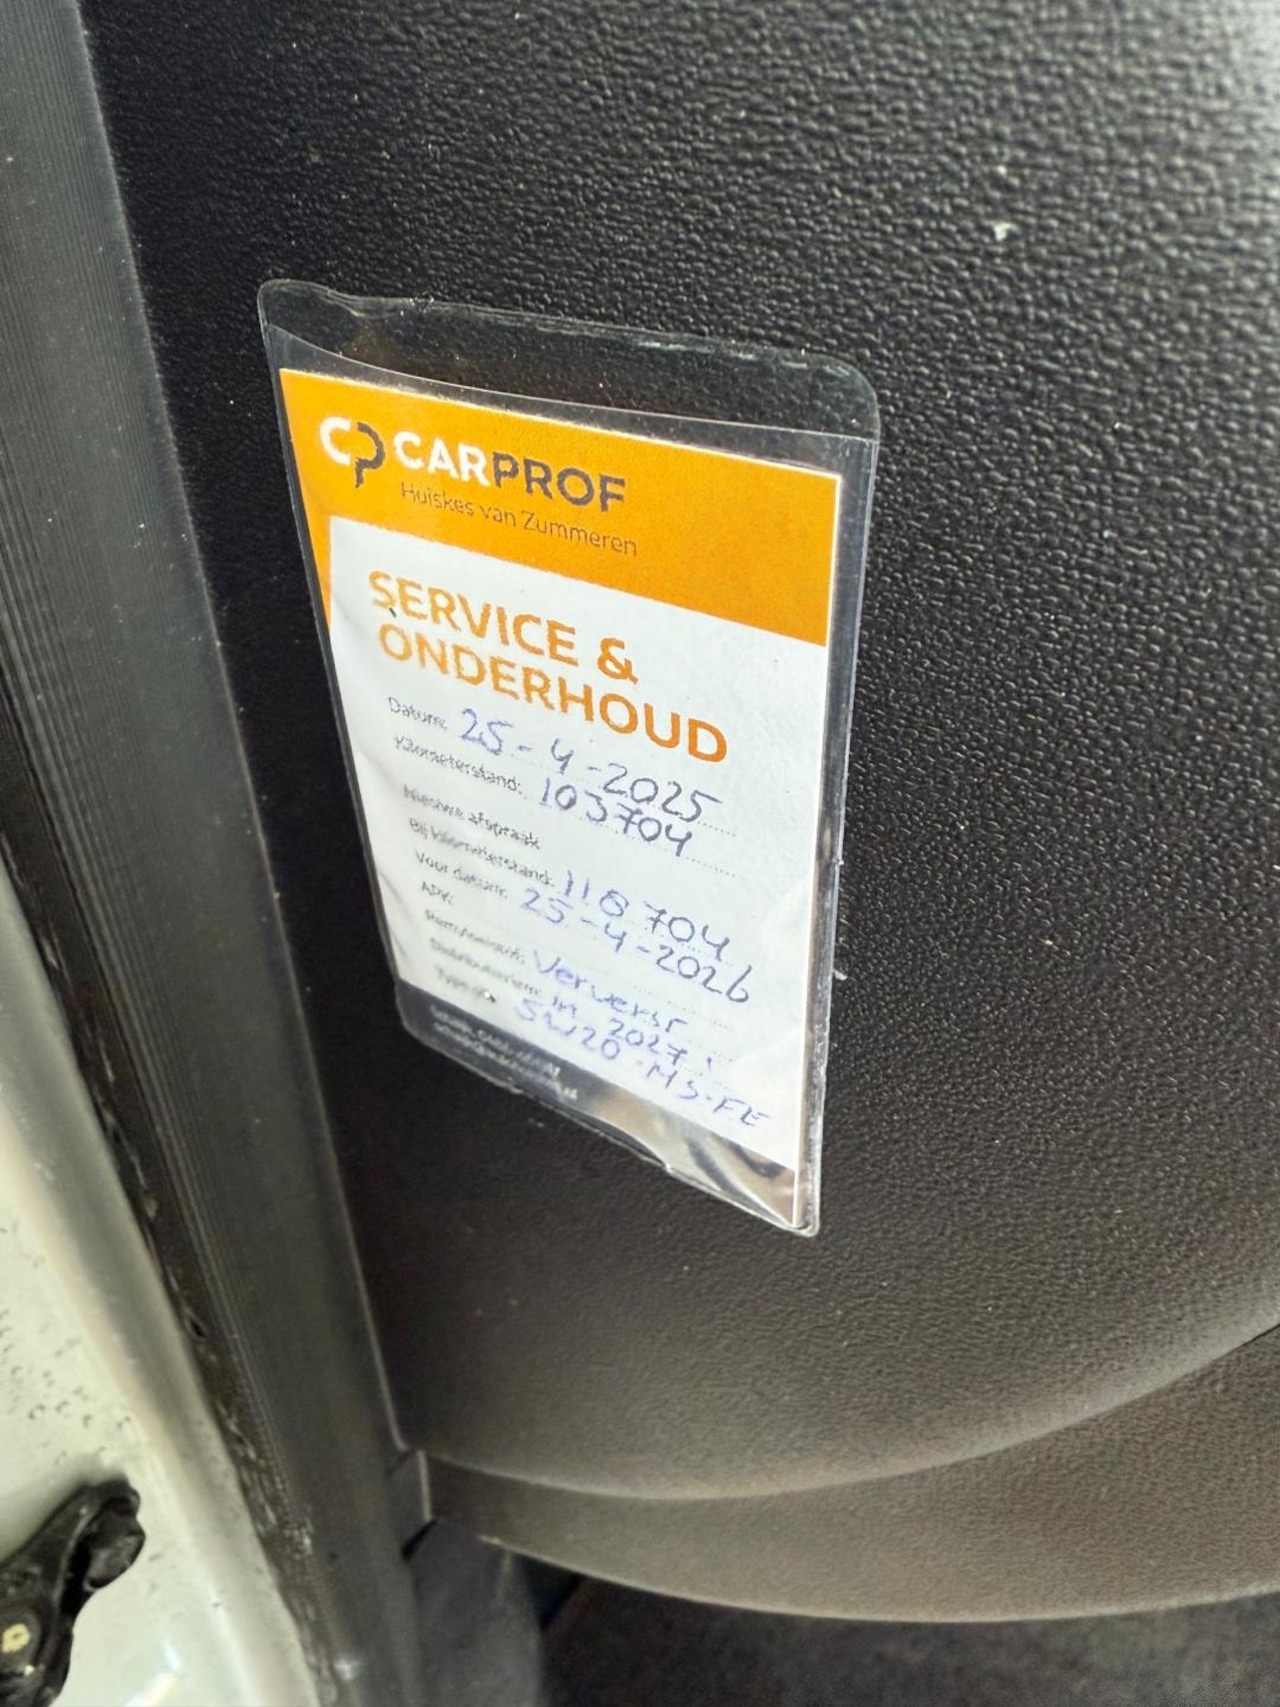 CP CARPROF
Huiskes van Zummeren
SERVICE &
ONDERHOUD
Datum: 25-4-2025
Kilometerstand: 103704
Nieuwe afspraak
Bij kilometerstand: 118704
Voor datum: 25-4-2026
APK:
Remvloeistof: Ververst
Distributieriem: in 2027
Type olie: 5W20 MS-FE